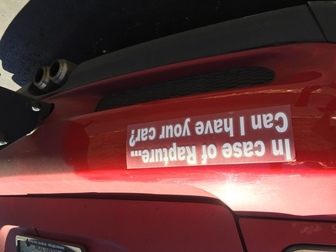 In case of Rapture...
Can I have your car?